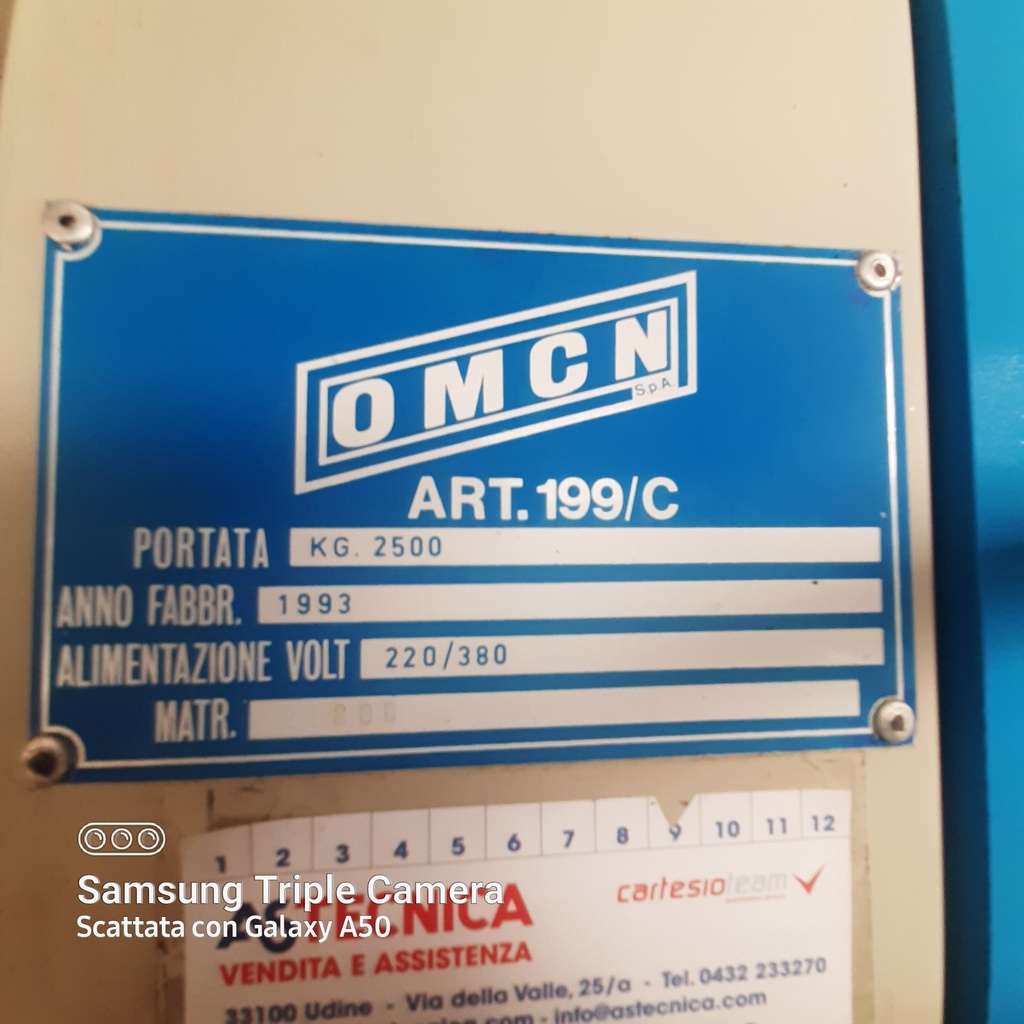 OMCN
S.p.A.
ART. 199/C
PORTATA KG. 2500
ANNO FABBR. 1993
ALIMENTAZIONE VOLT 220/380
MATR.
1 2 3 4 5 6 7 8 9 10 11 12
Samsung Triple Camera
Scattata con Galaxy A50
cartesioteam
ASTECNICA
VENDITA E ASSISTENZA
33100 Udine - Via della Valle, 25/a - Tel. 0432 233270
- info@astecnica.com